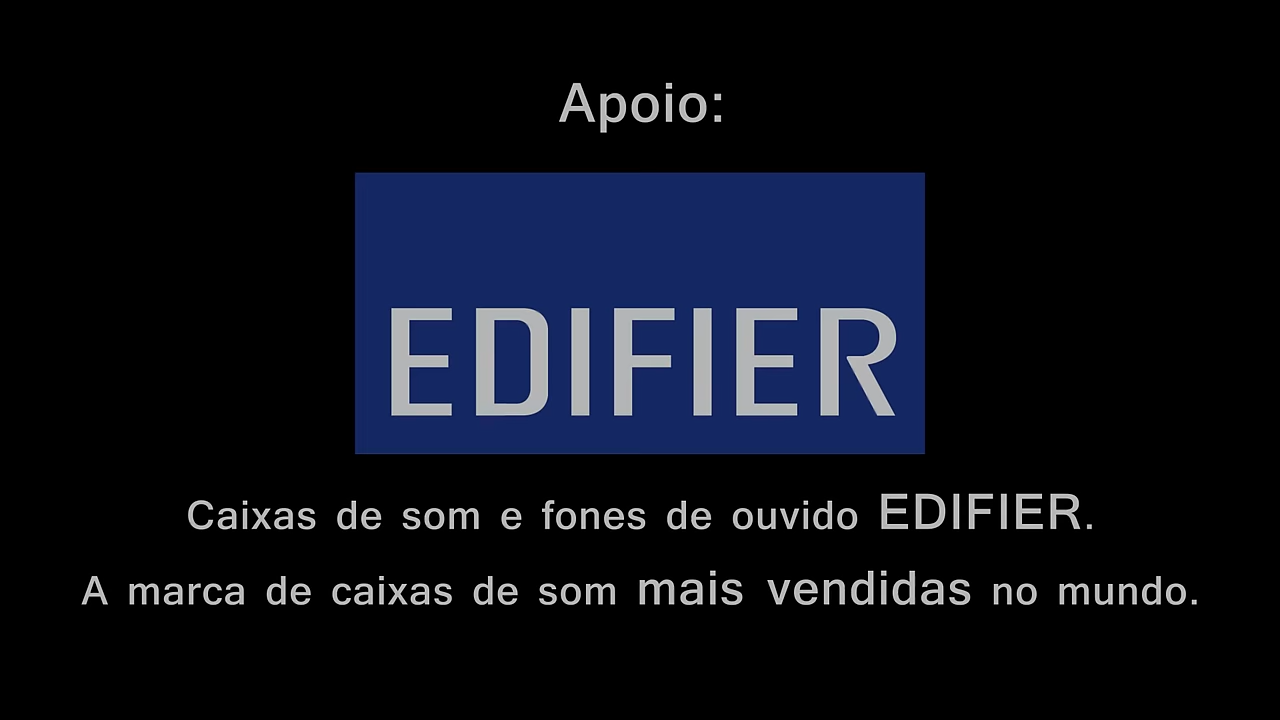 Apoio:
EDIFIER
Caixas de som e fones de ouvido EDIFIER.
A marca de caixas de som mais vendidas no mundo.